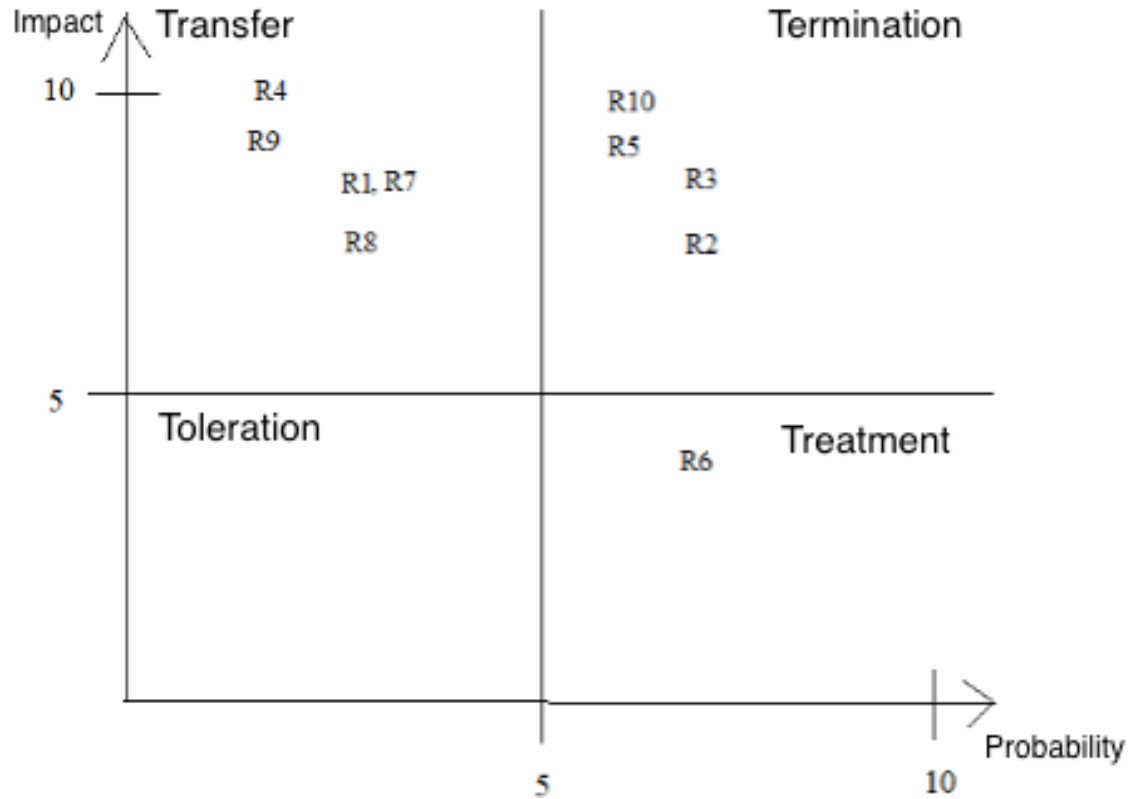 Impact
Transfer
Termination
10
R4
R10
R9
R5
R1, R7
R3
R8
R2
5
Toleration
Treatment
R6
Probability
5
10